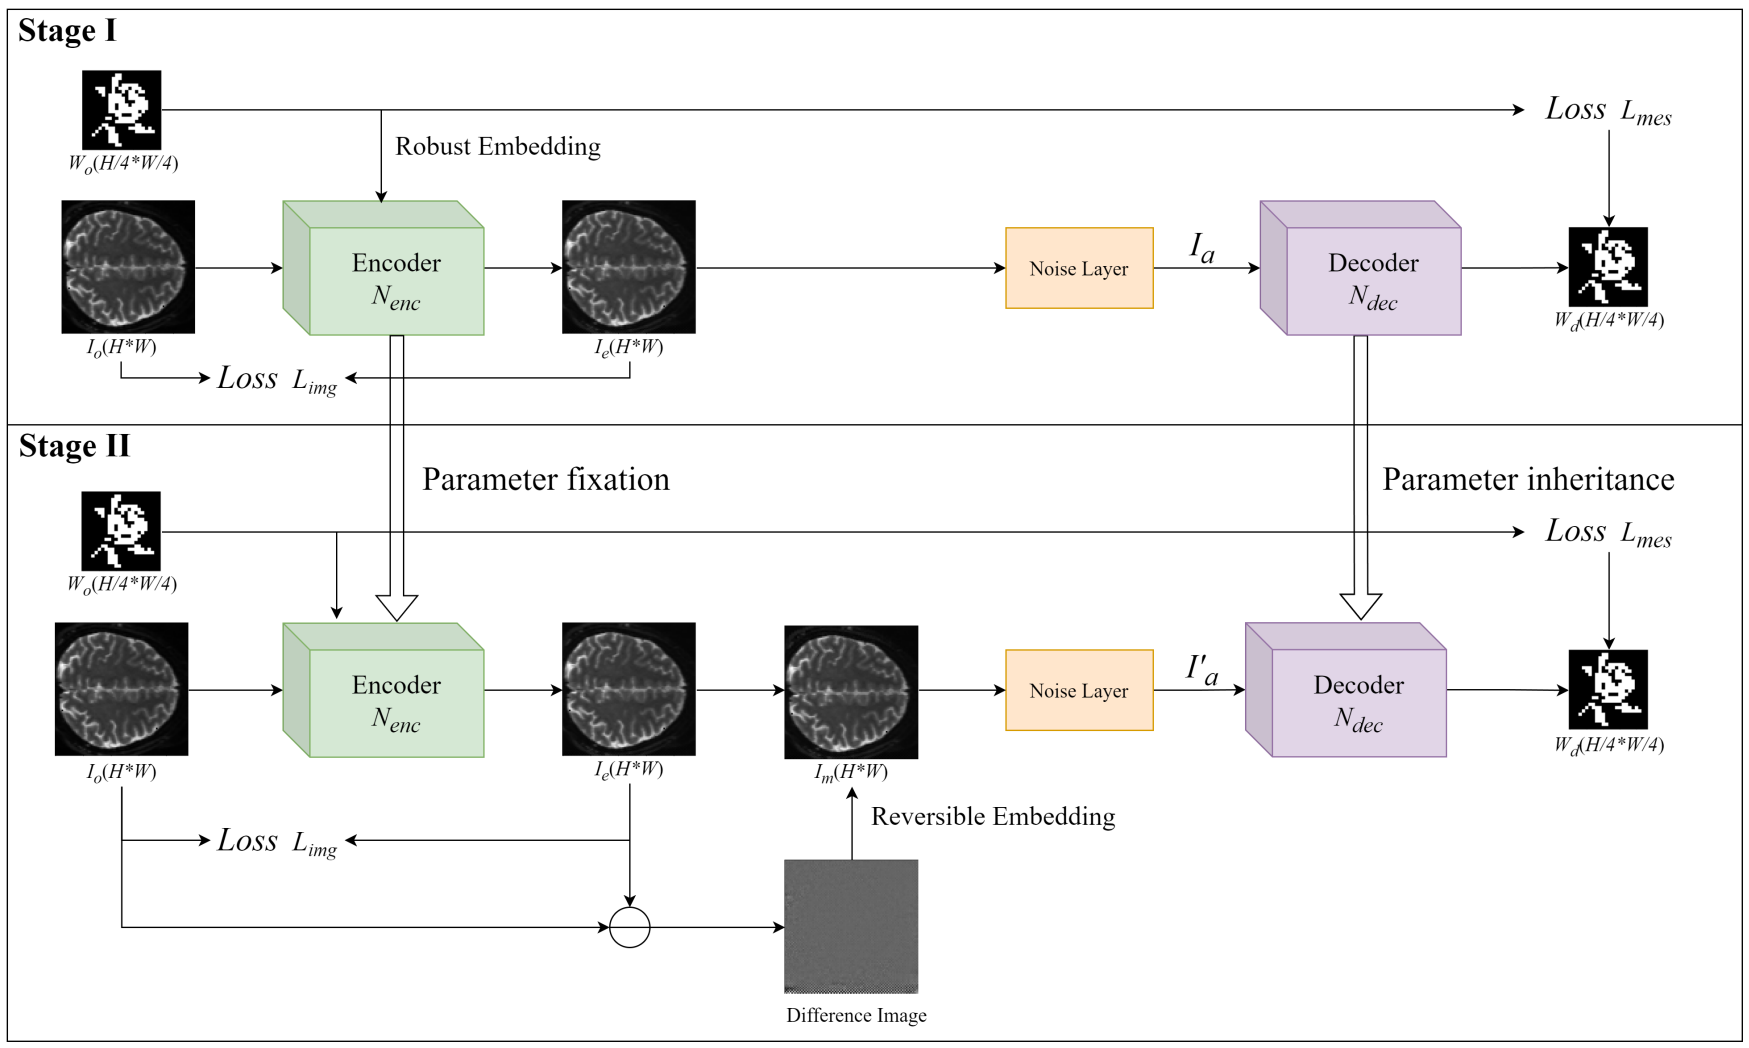 Stage I
W_o(H/4*W/4)
Robust Embedding
Loss L_mes
Encoder
N_enc
Noise Layer
I_a
Decoder
N_dec
I_o(H*W)
I_e(H*W)
W_d(H/4*W/4)
Loss L_img
Stage II
Parameter fixation
Parameter inheritance
W_o(H/4*W/4)
Loss L_mes
Encoder
N_enc
Noise Layer
I'_a
Decoder
N_dec
I_o(H*W)
I_e(H*W)
I_m(H*W)
W_d(H/4*W/4)
Reversible Embedding
Loss L_img
Difference Image